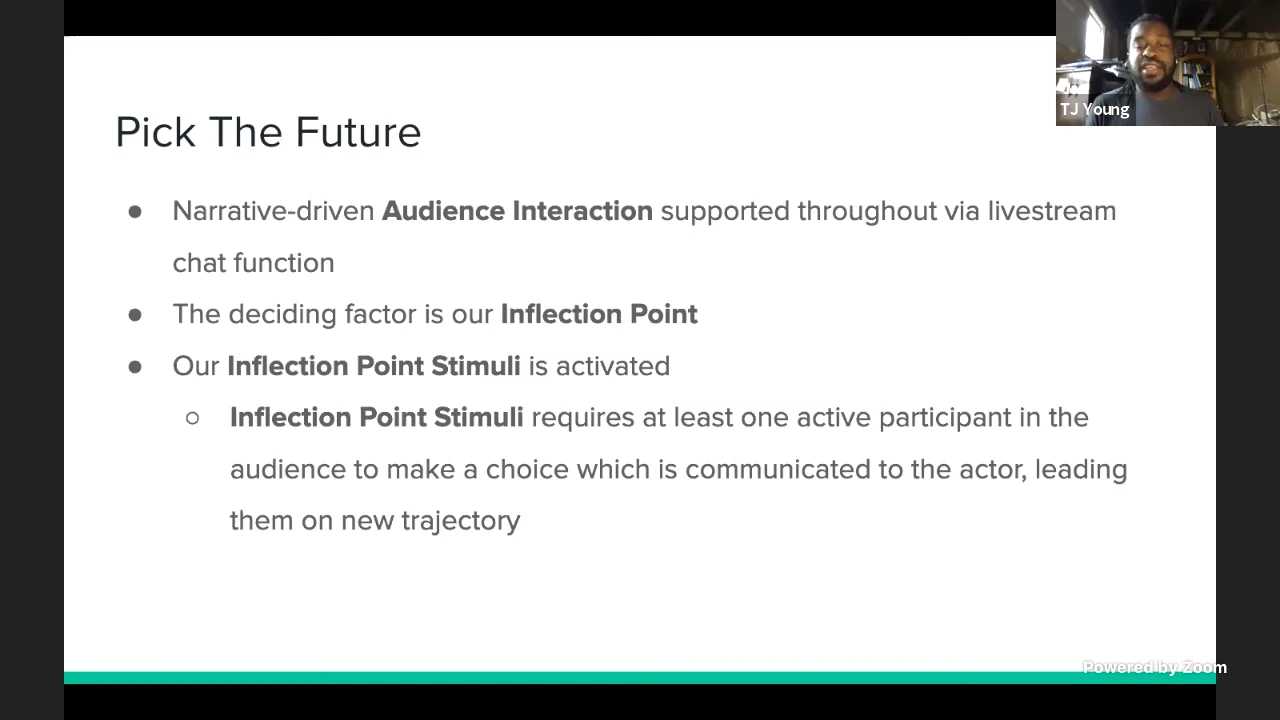 TJ Young
Pick The Future
● Narrative-driven Audience Interaction supported throughout via livestream
chat function
● The deciding factor is our Inflection Point
● Our Inflection Point Stimuli is activated
○ Inflection Point Stimuli requires at least one active participant in the
audience to make a choice which is communicated to the actor, leading
them on new trajectory
Powered by Zoom